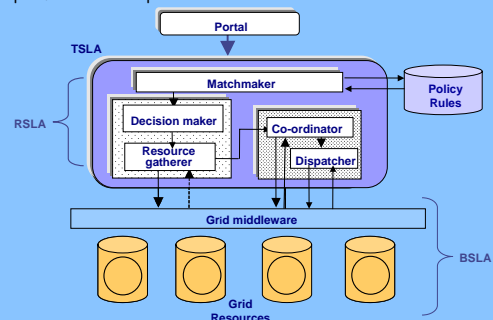 Portal
TSLA
Matchmaker
Policy
Rules
RSLA
Decision maker
Co-ordinator
Resource
gatherer
Dispatcher
Grid middleware
BSLA
Grid
Resources